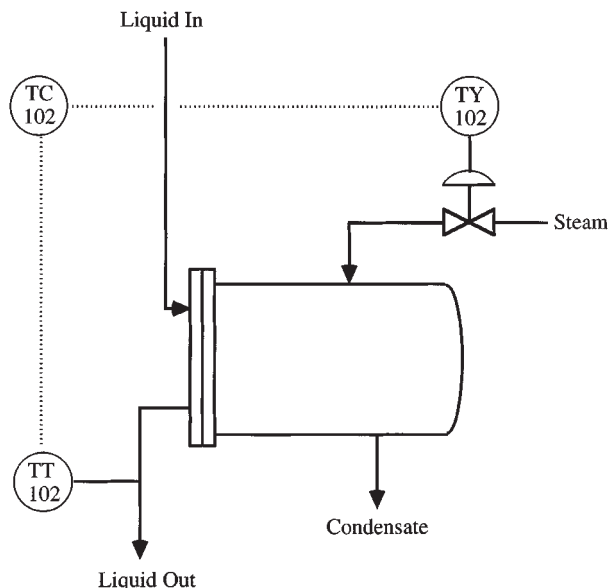 Liquid In
TC
102
TY
102
Steam
TT
102
Condensate
Liquid Out